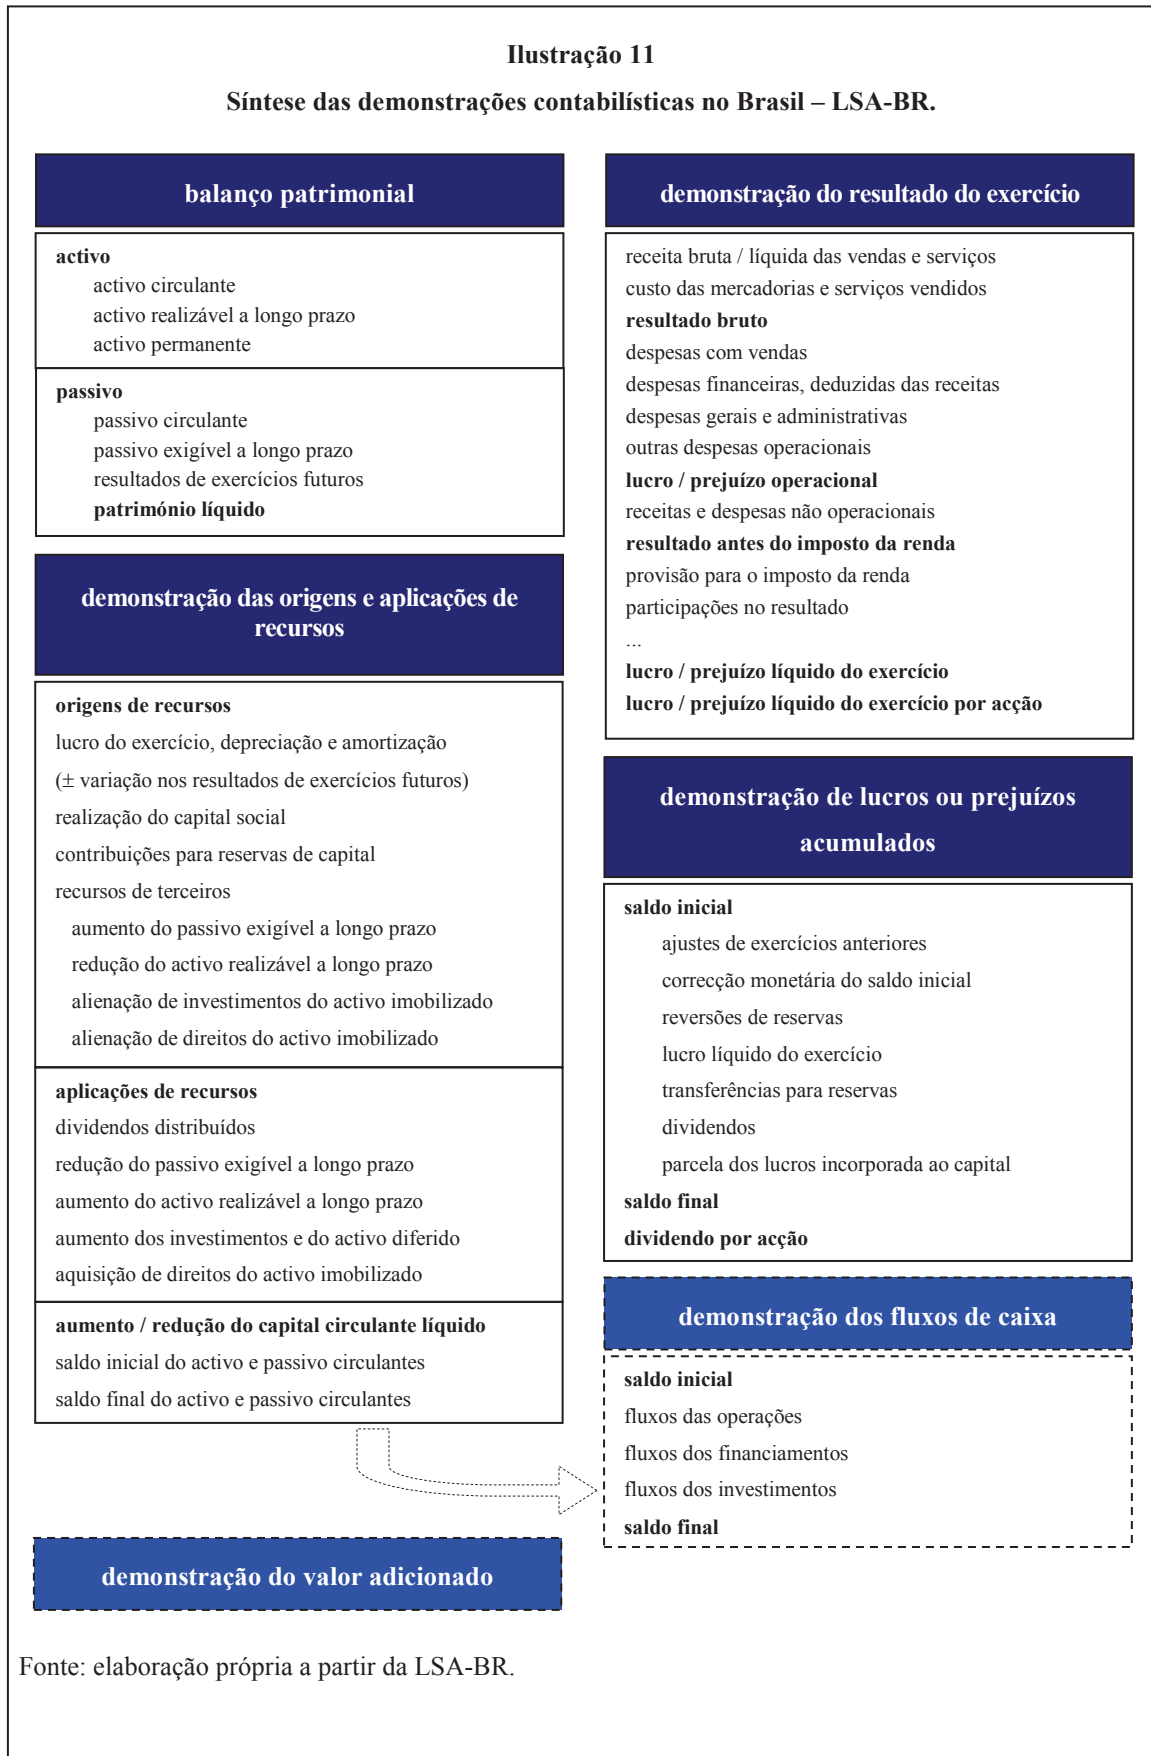 Ilustração 11
Síntese das demonstrações contabilísticas no Brasil – LSA-BR.
balanço patrimonial
activo
activo circulante
activo realizável a longo prazo
activo permanente
passivo
passivo circulante
passivo exigível a longo prazo
resultados de exercícios futuros
património líquido
demonstração das origens e aplicações de
recursos
origens de recursos
lucro do exercício, depreciação e amortização
(± variação nos resultados de exercícios futuros)
realização do capital social
contribuições para reservas de capital
recursos de terceiros
aumento do passivo exigível a longo prazo
redução do activo realizável a longo prazo
alienação de investimentos do activo imobilizado
alienação de direitos do activo imobilizado
aplicações de recursos
dividendos distribuídos
redução do passivo exigível a longo prazo
aumento do activo realizável a longo prazo
aumento dos investimentos e do activo diferido
aquisição de direitos do activo imobilizado
aumento / redução do capital circulante líquido
saldo inicial do activo e passivo circulantes
saldo final do activo e passivo circulantes
demonstração do valor adicionado
demonstração do resultado do exercício
receita bruta / líquida das vendas e serviços
custo das mercadorias e serviços vendidos
resultado bruto
despesas com vendas
despesas financeiras, deduzidas das receitas
despesas gerais e administrativas
outras despesas operacionais
lucro / prejuízo operacional
receitas e despesas não operacionais
resultado antes do imposto da renda
provisão para o imposto da renda
participações no resultado
...
lucro / prejuízo líquido do exercício
lucro / prejuízo líquido do exercício por acção
demonstração de lucros ou prejuízos
acumulados
saldo inicial
ajustes de exercícios anteriores
correcção monetária do saldo inicial
reversões de reservas
lucro líquido do exercício
transferências para reservas
dividendos
parcela dos lucros incorporada ao capital
saldo final
dividendo por acção
demonstração dos fluxos de caixa
saldo inicial
fluxos das operações
fluxos dos financiamentos
fluxos dos investimentos
saldo final
Fonte: elaboração própria a partir da LSA-BR.